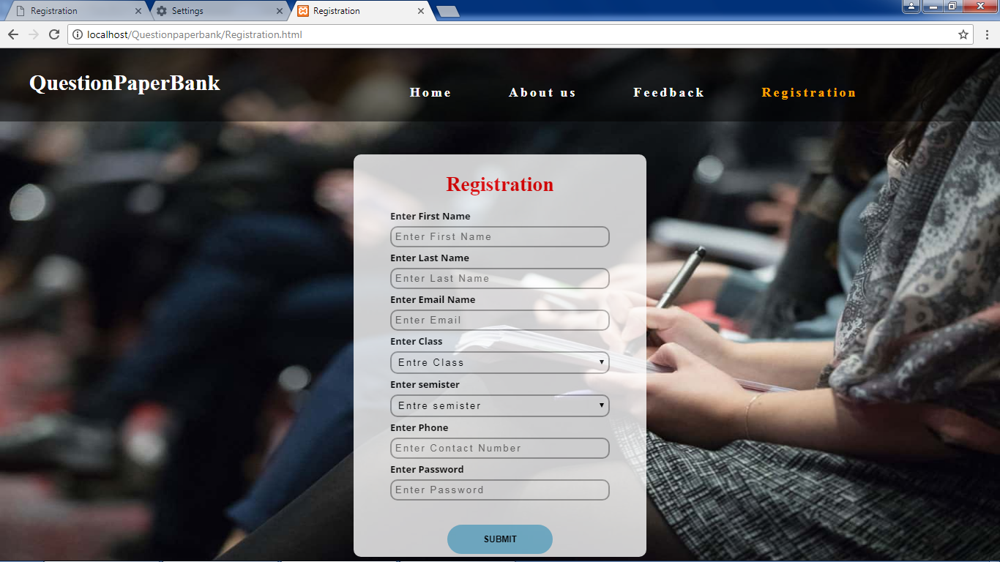 Registration
Settings
Registration
localhost/Questionpaperbank/Registration.html
QuestionPaperBank
Home
About us
Feedback
Registration
Registration
Enter First Name
Enter First Name
Enter Last Name
Enter Last Name
Enter Email Name
Enter Email
Enter Class
Entre Class
Enter semister
Entre semister
Enter Phone
Enter Contact Number
Enter Password
Enter Password
SUBMIT